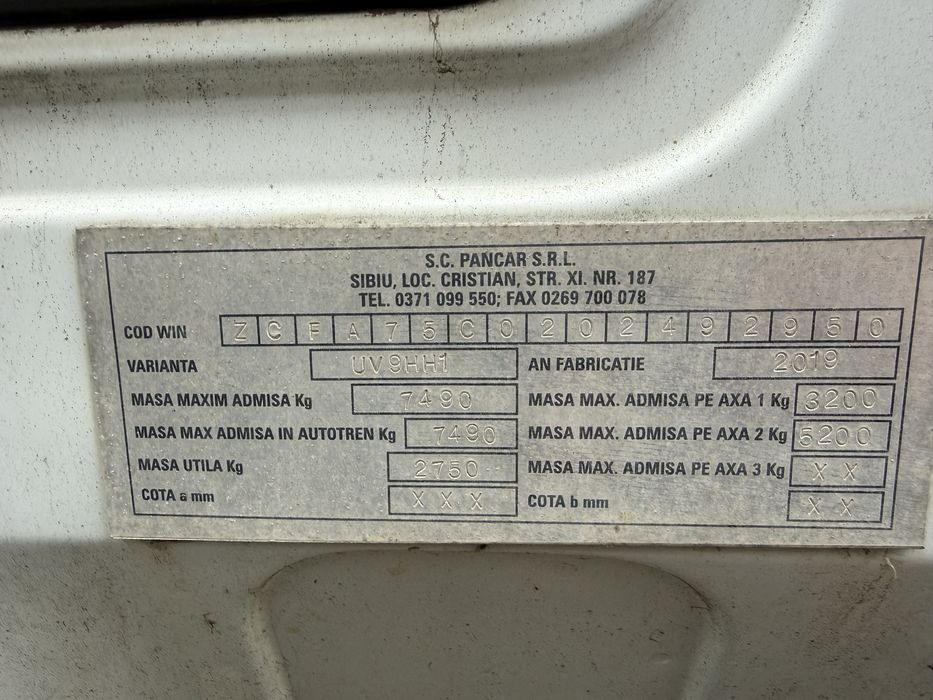 S.C. PANCAR S.R.L.
SIBIU, LOC. CRISTIAN, STR. XI. NR. 187
TEL. 0371 099 550; FAX 0269 700 078
COD WIN ZCFA75C0202492950
VARIANTA UV9HH1 AN FABRICATIE 2019
MASA MAXIM ADMISA Kg 7490 MASA MAX. ADMISA PE AXA 1 Kg 3200
MASA MAX ADMISA IN AUTOTREN Kg 7490 MASA MAX. ADMISA PE AXA 2 Kg 5200
MASA UTILA Kg 2750 MASA MAX. ADMISA PE AXA 3 Kg X X
COTA a mm X X X COTA b mm X X